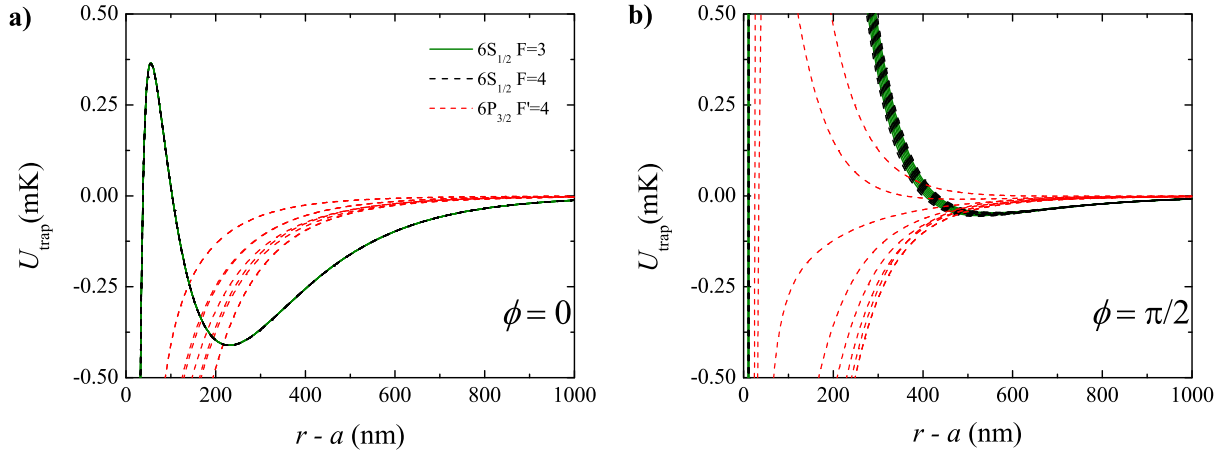 a)
0.50
0.25
0.00
-0.25
-0.50
U_trap(mK)
6S_1/2 F=3
6S_1/2 F=4
6P_3/2 F'=4
ϕ = 0
0 200 400 600 800 1000
r - a (nm)
b)
0.50
0.25
0.00
-0.25
-0.50
U_trap(mK)
ϕ = π/2
0 200 400 600 800 1000
r - a (nm)